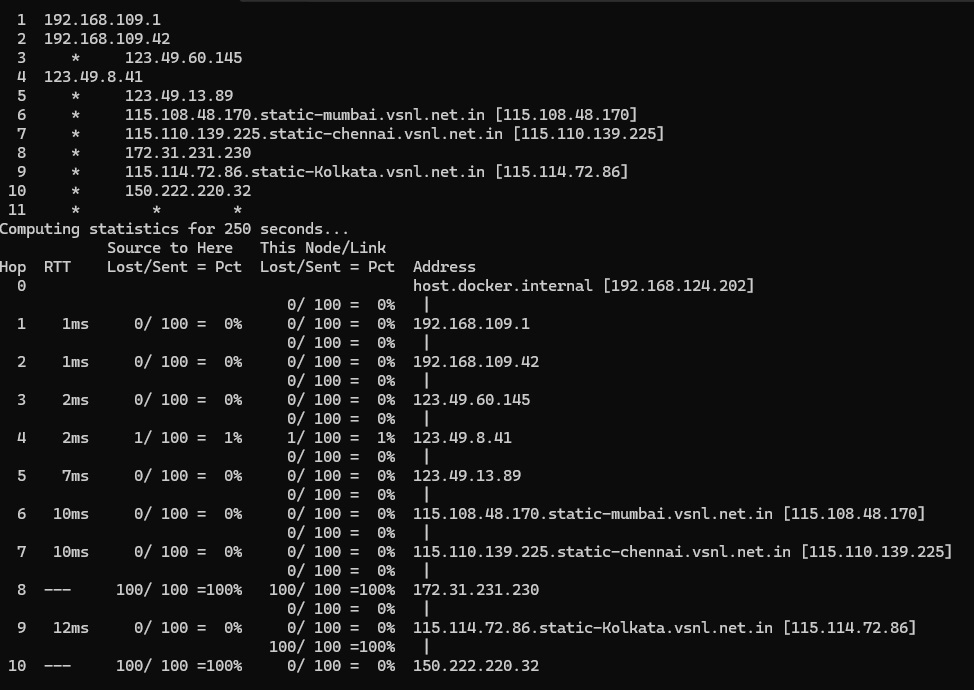 1  192.168.109.1
2  192.168.109.42
3     *     123.49.60.145
4  123.49.8.41
5     *     123.49.13.89
6     *     115.108.48.170.static-mumbai.vsnl.net.in [115.108.48.170]
7     *     115.110.139.225.static-chennai.vsnl.net.in [115.110.139.225]
8     *     172.31.231.230
9     *     115.114.72.86.static-Kolkata.vsnl.net.in [115.114.72.86]
10     *     150.222.220.32
11     *        *        *
Computing statistics for 250 seconds...
            Source to Here   This Node/Link
Hop  RTT    Lost/Sent = Pct  Lost/Sent = Pct  Address
  0                                           host.docker.internal [192.168.124.202]
                                0/ 100 =  0%   |
  1    1ms     0/ 100 =  0%     0/ 100 =  0%  192.168.109.1
                                0/ 100 =  0%   |
  2    1ms     0/ 100 =  0%     0/ 100 =  0%  192.168.109.42
                                0/ 100 =  0%   |
  3    2ms     0/ 100 =  0%     0/ 100 =  0%  123.49.60.145
                                0/ 100 =  0%   |
  4    2ms     1/ 100 =  1%     1/ 100 =  1%  123.49.8.41
                                0/ 100 =  0%   |
  5    7ms     0/ 100 =  0%     0/ 100 =  0%  123.49.13.89
                                0/ 100 =  0%   |
  6   10ms     0/ 100 =  0%     0/ 100 =  0%  115.108.48.170.static-mumbai.vsnl.net.in [115.108.48.170]
                                0/ 100 =  0%   |
  7   10ms     0/ 100 =  0%     0/ 100 =  0%  115.110.139.225.static-chennai.vsnl.net.in [115.110.139.225]
                                0/ 100 =  0%   |
  8  ---     100/ 100 =100%   100/ 100 =100%  172.31.231.230
                                0/ 100 =  0%   |
  9   12ms     0/ 100 =  0%     0/ 100 =  0%  115.114.72.86.static-Kolkata.vsnl.net.in [115.114.72.86]
                              100/ 100 =100%   |
 10  ---     100/ 100 =100%     0/ 100 =  0%  150.222.220.32